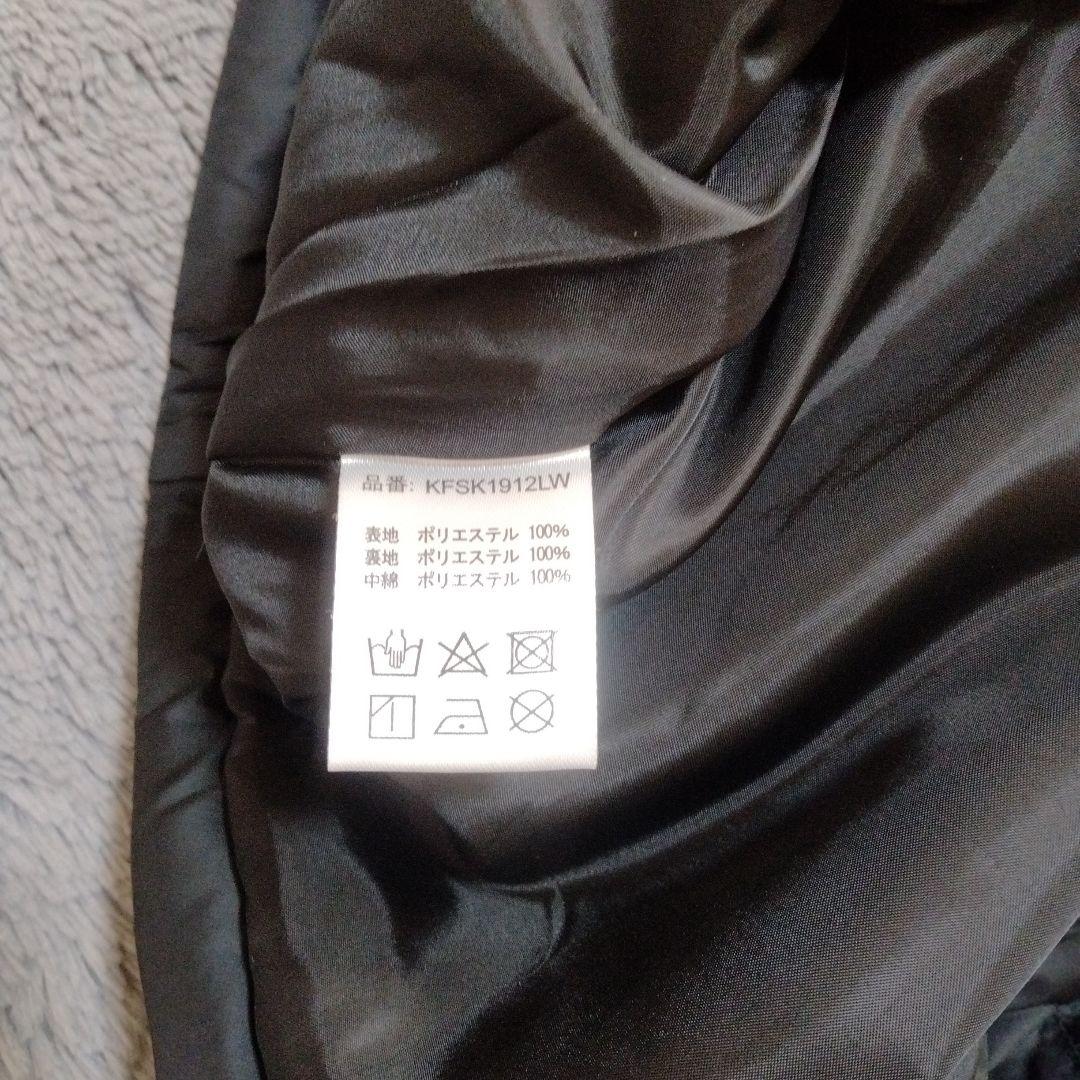 品番: KFSK1912LW
表地 ポリエステル 100%
裏地 ポリエステル 100%
中綿 ポリエステル 100%